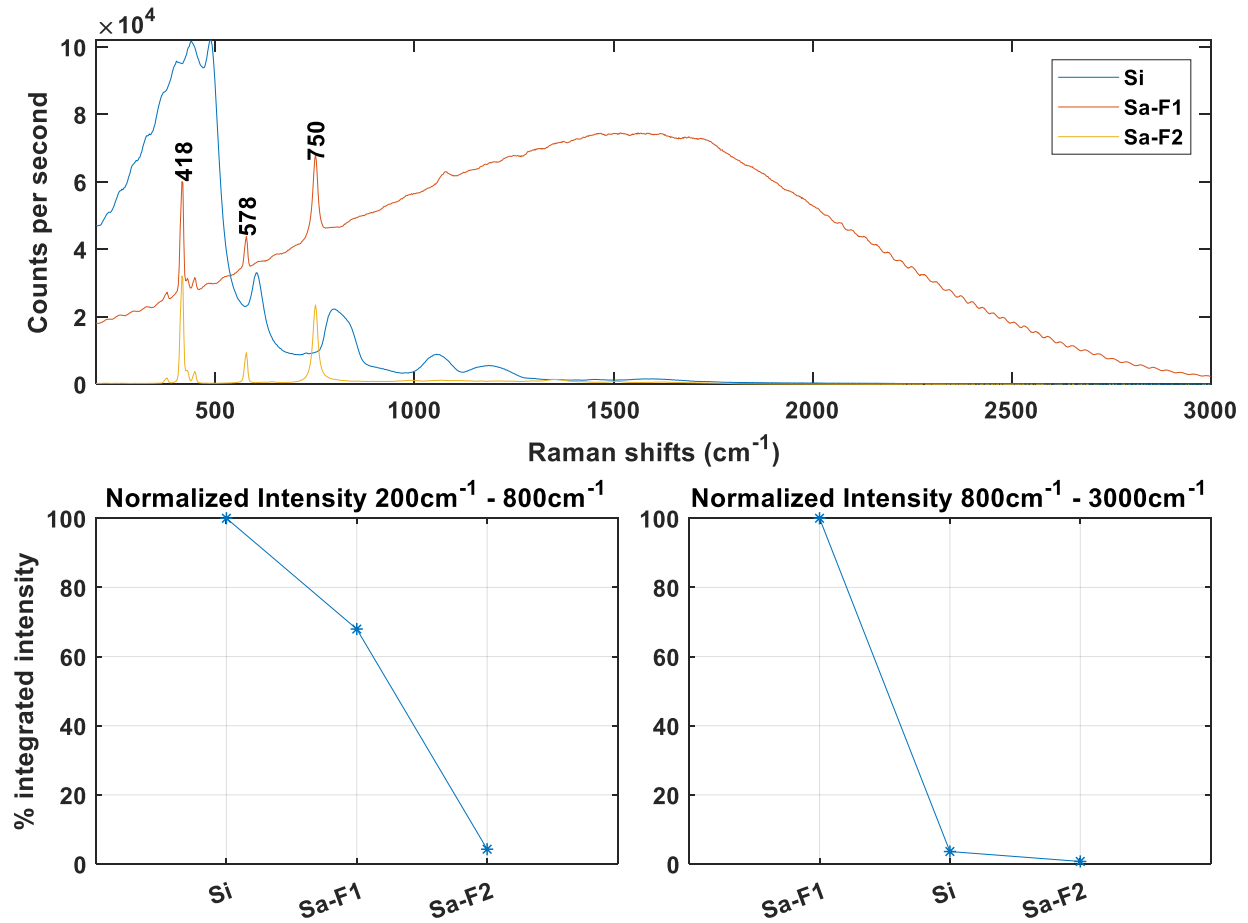 ×10⁴
10
8
6
4
2
0
Counts per second
418
578
750
Si
Sa-F1
Sa-F2
500 1000 1500 2000 2500 3000
Raman shifts (cm⁻¹)
Normalized Intensity 200cm⁻¹ - 800cm⁻¹
100
80
60
40
20
0
% integrated intensity
Si Sa-F1 Sa-F2
Normalized Intensity 800cm⁻¹ - 3000cm⁻¹
100
80
60
40
20
0
Sa-F1 Si Sa-F2